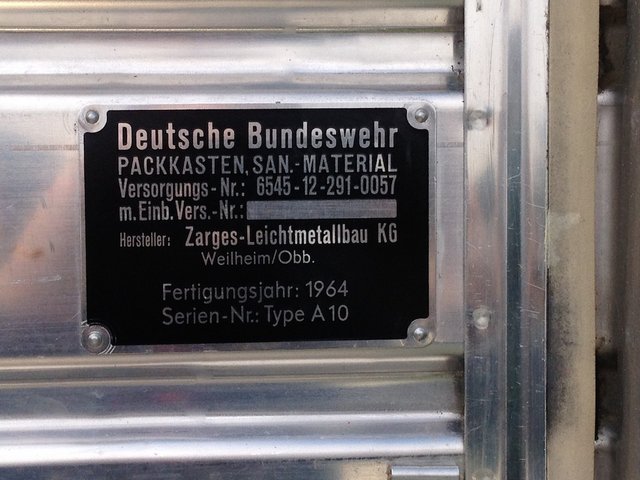 Deutsche Bundeswehr
PACKKASTEN, SAN.-MATERIAL
Versorgungs-Nr.: 6545-12-291-0057
m.Einb.Vers.-Nr.:
Hersteller: Zarges-Leichtmetallbau KG
Weilheim/Obb.
Fertigungsjahr: 1964
Serien-Nr.: Type A 10